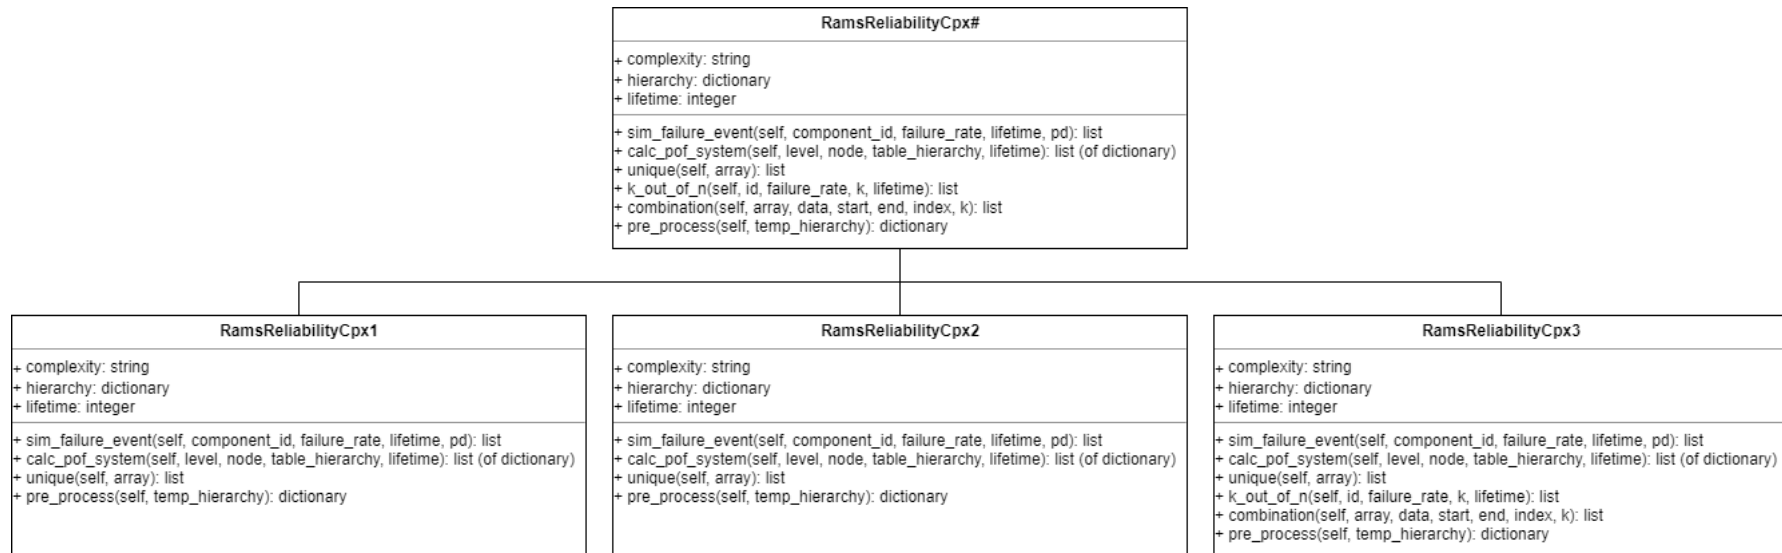 RamsReliabilityCpx#
+ complexity: string
+ hierarchy: dictionary
+ lifetime: integer
+ sim_failure_event(self, component_id, failure_rate, lifetime, pd): list
+ calc_pof_system(self, level, node, table_hierarchy, lifetime): list (of dictionary)
+ unique(self, array): list
+ k_out_of_n(self, id, failure_rate, k, lifetime): list
+ combination(self, array, data, start, end, index, k): list
+ pre_process(self, temp_hierarchy): dictionary
RamsReliabilityCpx1
+ complexity: string
+ hierarchy: dictionary
+ lifetime: integer
+ sim_failure_event(self, component_id, failure_rate, lifetime, pd): list
+ calc_pof_system(self, level, node, table_hierarchy, lifetime): list (of dictionary)
+ unique(self, array): list
+ pre_process(self, temp_hierarchy): dictionary
RamsReliabilityCpx2
+ complexity: string
+ hierarchy: dictionary
+ lifetime: integer
+ sim_failure_event(self, component_id, failure_rate, lifetime, pd): list
+ calc_pof_system(self, level, node, table_hierarchy, lifetime): list (of dictionary)
+ unique(self, array): list
+ pre_process(self, temp_hierarchy): dictionary
RamsReliabilityCpx3
+ complexity: string
+ hierarchy: dictionary
+ lifetime: integer
+ sim_failure_event(self, component_id, failure_rate, lifetime, pd): list
+ calc_pof_system(self, level, node, table_hierarchy, lifetime): list (of dictionary)
+ unique(self, array): list
+ k_out_of_n(self, id, failure_rate, k, lifetime): list
+ combination(self, array, data, start, end, index, k): list
+ pre_process(self, temp_hierarchy): dictionary